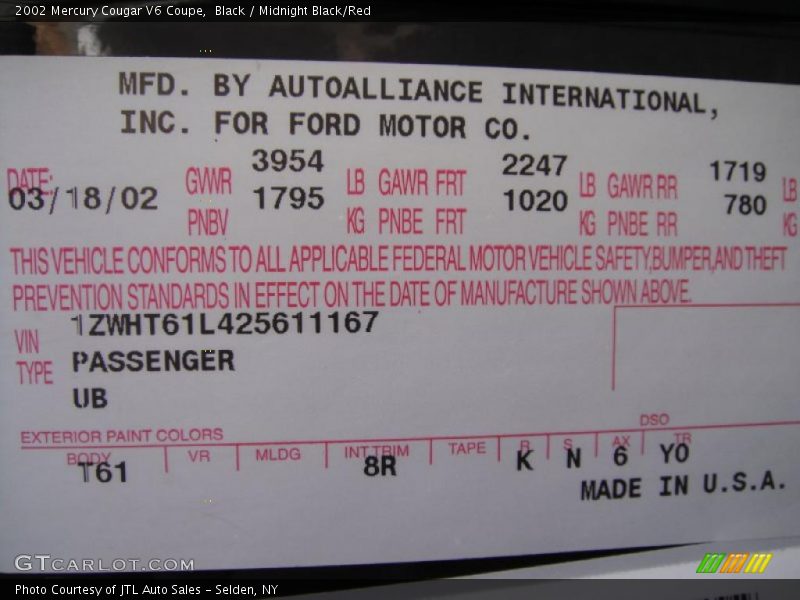 2002 Mercury Cougar V6 Coupe,  Black / Midnight Black/Red
MFD. BY AUTOALLIANCE INTERNATIONAL,
INC. FOR FORD MOTOR CO.
3954 2247 1719
DATE: GVWR LB GAWR FRT LB GAWR RR LB
03/18/02 1795 1020 780
PNBV KG PNBE FRT KG PNBE RR KG
THIS VEHICLE CONFORMS TO ALL APPLICABLE FEDERAL MOTOR VEHICLE SAFETY,BUMPER,AND THEFT
PREVENTION STANDARDS IN EFFECT ON THE DATE OF MANUFACTURE SHOWN ABOVE.
VIN 1ZWHT61L425611167
TYPE PASSENGER
UB
EXTERIOR PAINT COLORS DSO
BODY VR MLDG INT TRIM TAPE R S AX TR
T61 8R K N 6 Y0
MADE IN U.S.A.
GTCARLOT.COM
Photo Courtesy of JTL Auto Sales – Selden, NY